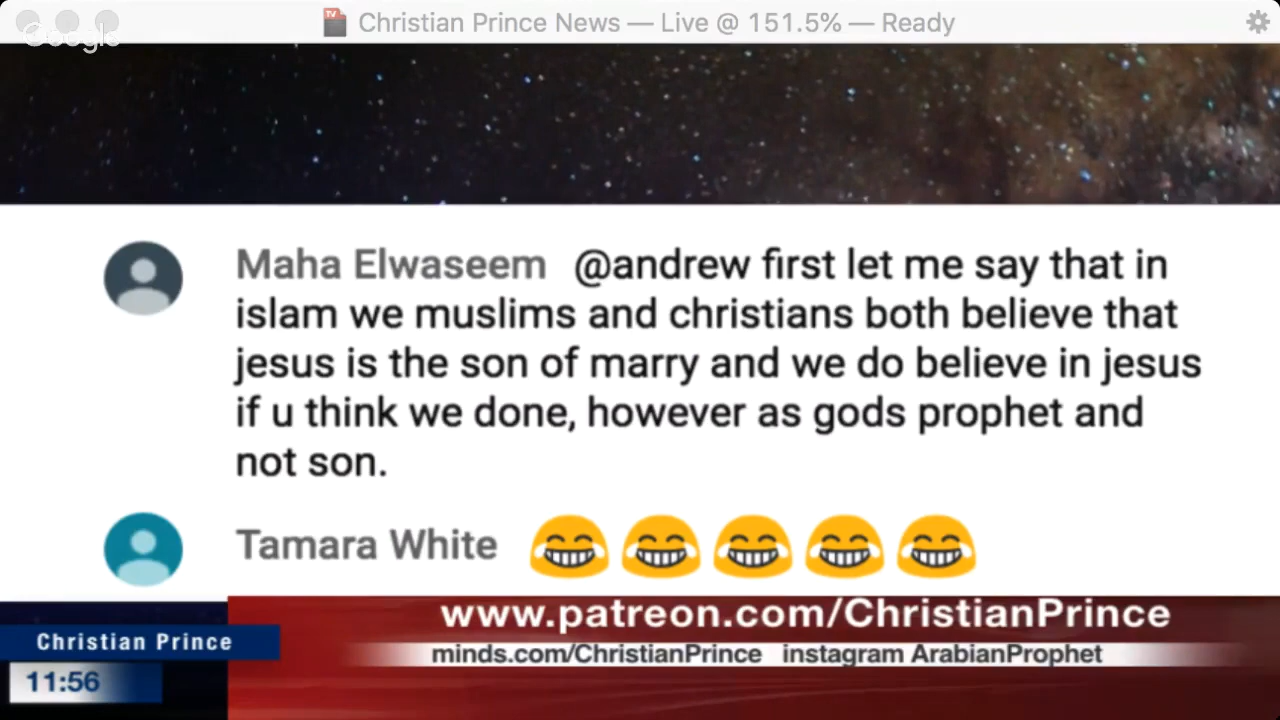 Christian Prince News — Live @ 151.5% — Ready
Google
Maha Elwaseem @andrew first let me say that in
islam we muslims and christians both believe that
jesus is the son of marry and we do believe in jesus
if u think we done, however as gods prophet and
not son.
Tamara White 😂😂😂😂😂
www.patreon.com/ChristianPrince
Christian Prince
minds.com/ChristianPrince instagram ArabianProphet
11:56